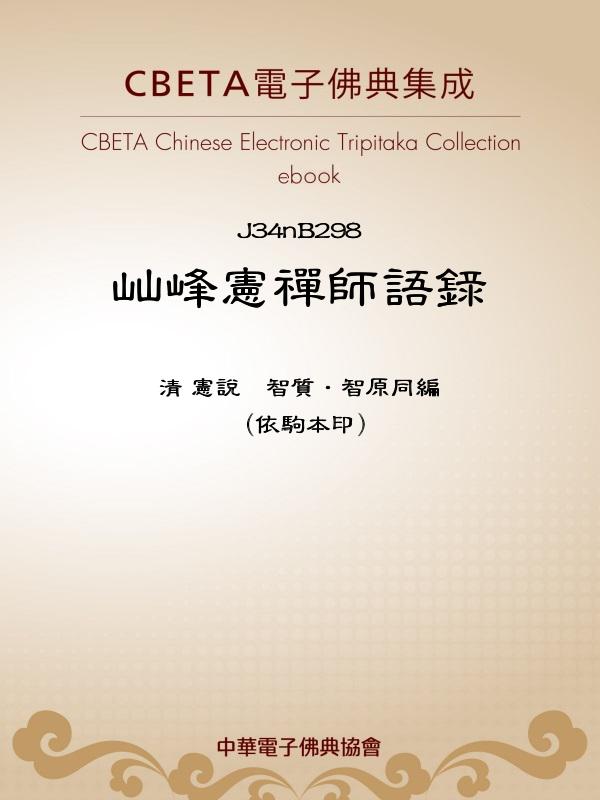 CBETA電子佛典集成
CBETA Chinese Electronic Tripitaka Collection
ebook
J34nB298
屾峰憲禪師語錄
清 憲說　智質．智原同編
（依駒本印）
中華電子佛典協會